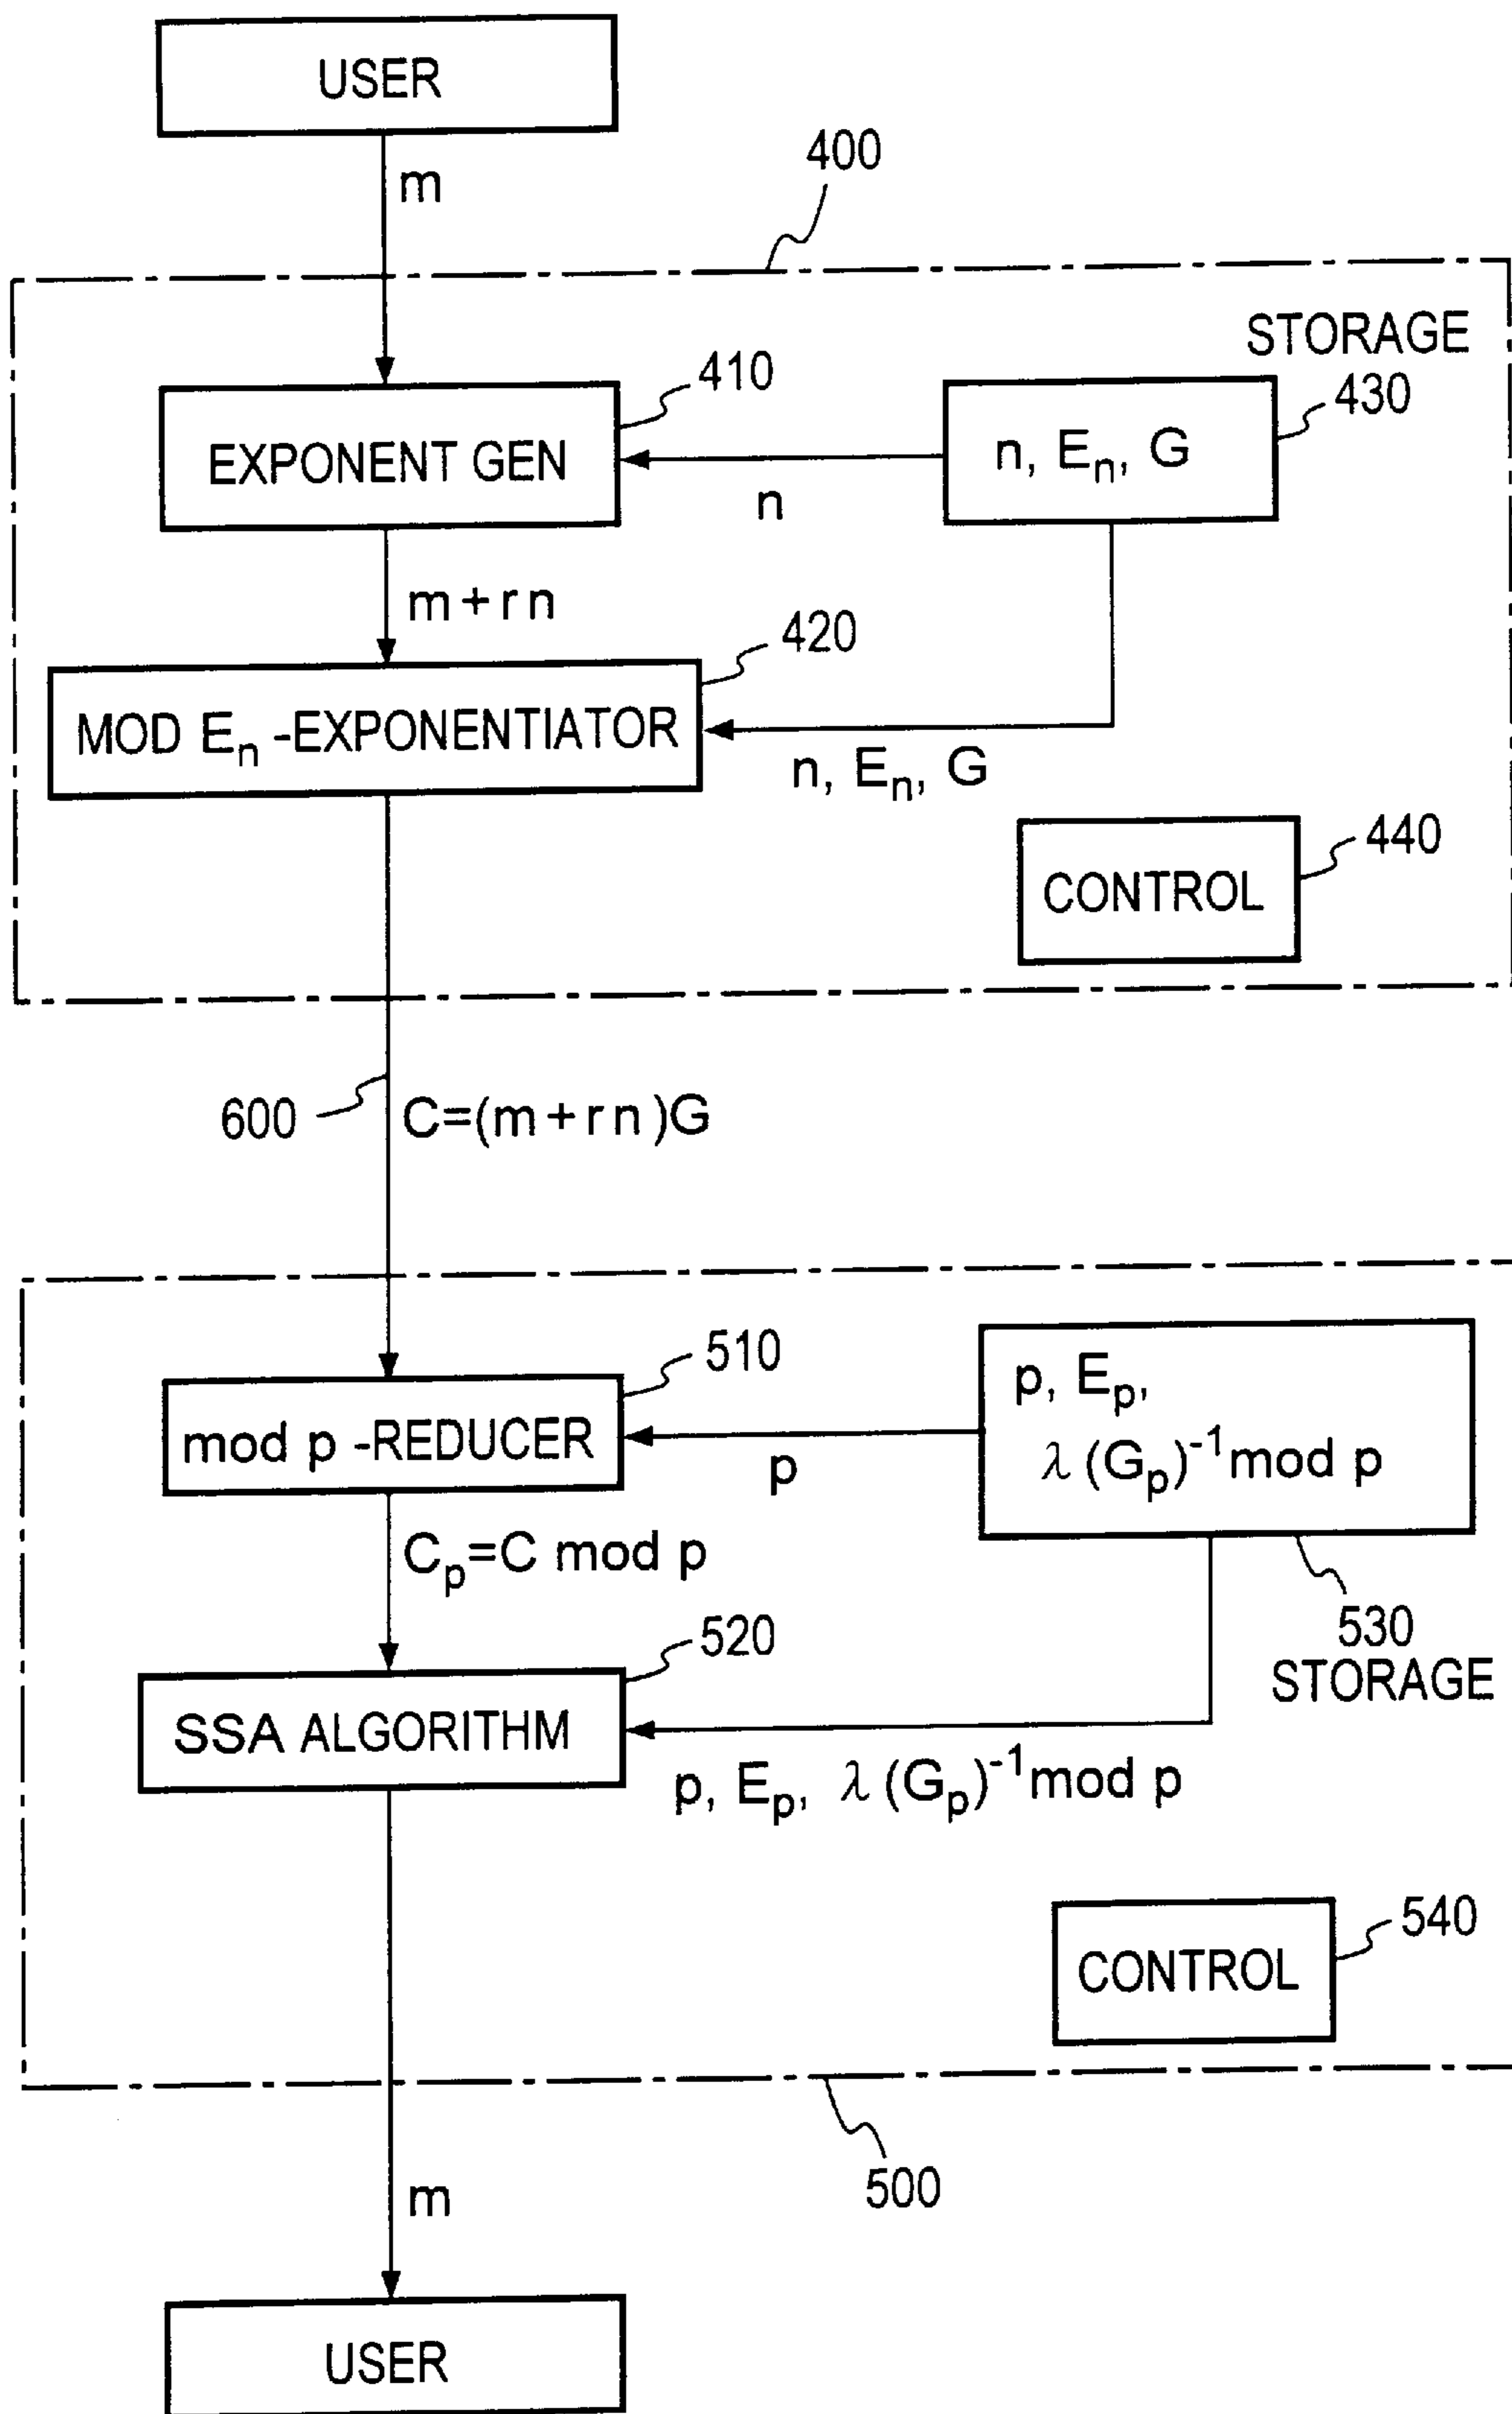 USER
m
400
STORAGE
430
410
EXPONENT GEN
n
n, Eₙ, G
m+rn
420
MOD Eₙ -EXPONENTIATOR
n, Eₙ, G
440
CONTROL
600
C=(m+rn)G
510
mod p -REDUCER
p
p, Eₚ,
λ(Gₚ)⁻¹mod p
Cₚ=C mod p
520
530
STORAGE
SSA ALGORITHM
p, Eₚ, λ(Gₚ)⁻¹mod p
540
CONTROL
500
m
USER